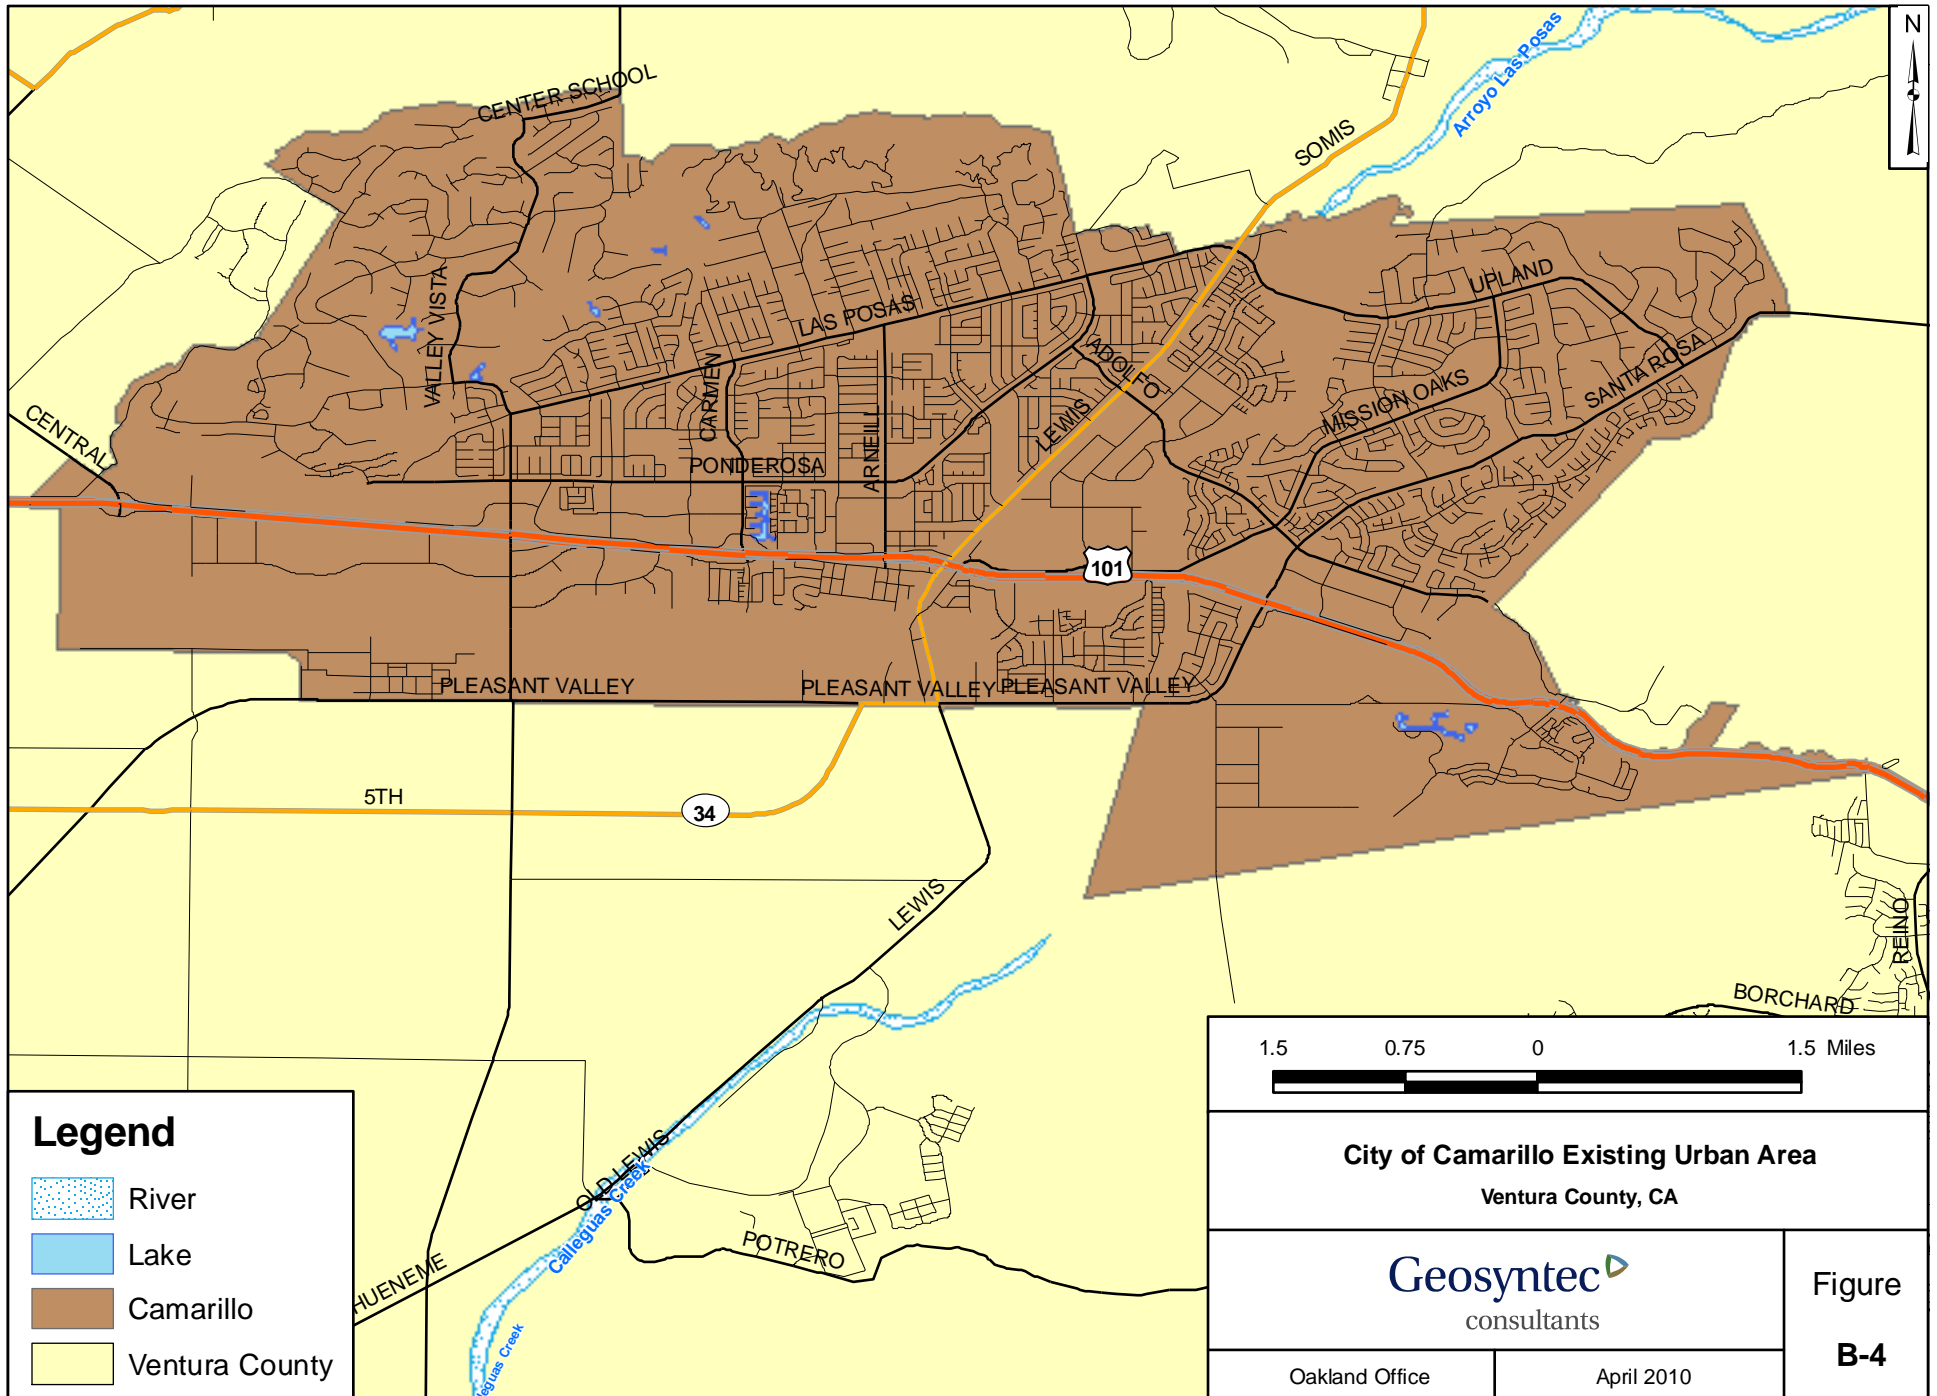 N
CENTER SCHOOL
Arroyo Las Posas
SOMIS
VALLEY VISTA
UPLAND
LAS POSAS
CARMEN
ADOLFO
SANTA ROSA
MISSION OAKS
CENTRAL
LEWIS
ARNEILL
PONDEROSA
101
PLEASANT VALLEY
PLEASANT VALLEY
PLEASANT VALLEY
5TH
34
LEWIS
REINO
BORCHARD
OLD LEWIS
Calleguas Creek
POTRERO
HUENEME
leguas Creek
1.5 0.75 0 1.5 Miles
Legend
River
Lake
Camarillo
Ventura County
City of Camarillo Existing Urban Area
Ventura County, CA
Geosyntec
consultants
Figure
B-4
Oakland Office
April 2010